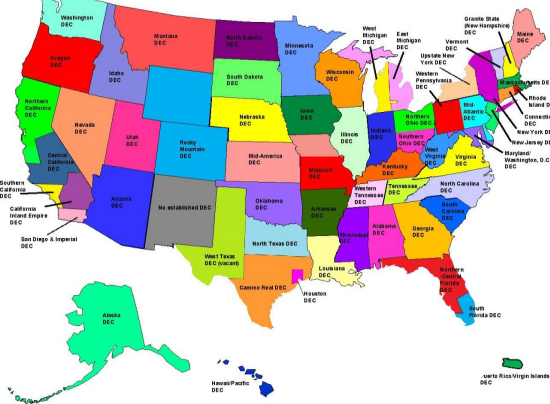 Washington
DEC
Oregon
DEC
Idaho
DEC
Montana
DEC
North Dakota
DEC
South Dakota
DEC
Minnesota
DEC
Wisconsin
DEC
West
Michigan
DEC
East
Michigan
DEC
Granite State
(New Hampshire)
DEC
Vermont
DEC
Maine
DEC
Upstate New
York DEC
Western
Pennsylvania
DEC
Massachusetts DE
Rhode
Island D
Connecti
DEC
New York DE
New Jersey DE
Maryland/
Washington, D.C
DEC
Mid-
Atlantic
DEC
Northern
California
DEC
Nevada
DEC
Utah
DEC
Rocky
Mountain
DEC
Nebraska
DEC
Iowa
DEC
Illinois
DEC
Indiana
DEC
Northern
Ohio DEC
Southern
Ohio DEC
West
Virginia
DEC
Virginia
DEC
Central
California
DEC
Southern
California
DEC
California
Inland Empire
DEC
San Diego & Imperial
DEC
Arizona
DEC
No established DEC
Mid-America
DEC
Missouri
DEC
Kentucky
DEC
Western
Tennessee
DEC
Tennessee
DEC
North Carolina
DEC
South
Carolina
DEC
Oklahoma
DEC
Arkansas
DEC
Mississippi
DEC
Alabama
DEC
Georgia
DEC
West Texas
DEC (vacant)
North Texas DEC
Camino Real DEC
Houston
DEC
Louisiana
DEC
Northern
-Central
Florida
DEC
South
Florida DEC
Alaska
DEC
Hawaii/Pacific
DEC
uerto Rico/Virgin Islands
DEC